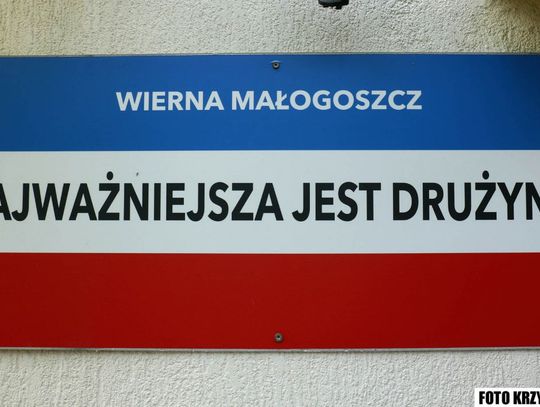 WIERNA MAŁOGOSZCZ
AJWAŻNIEJSZA JEST DRUŻYN
FOTO KRZY